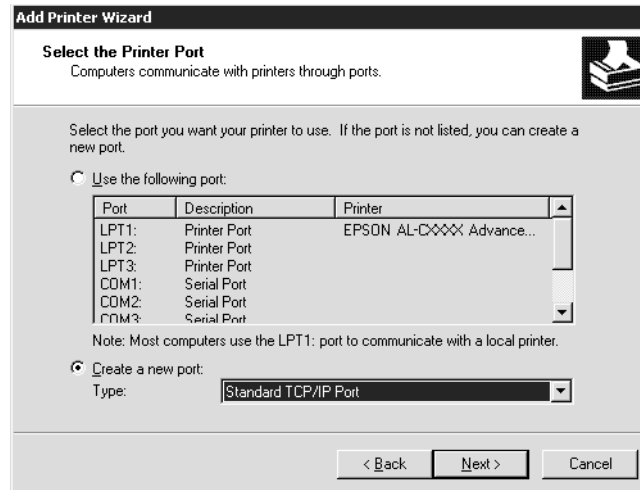 Add Printer Wizard
Select the Printer Port
Computers communicate with printers through ports.
Select the port you want your printer to use. If the port is not listed, you can create a
new port.
Use the following port:
Port Description Printer
LPT1: Printer Port EPSON AL-CXXXX Advance...
LPT2: Printer Port
LPT3: Printer Port
COM1: Serial Port
COM2: Serial Port
COM3: Serial Port
Note: Most computers use the LPT1: port to communicate with a local printer.
Create a new port:
Type: Standard TCP/IP Port
< Back Next > Cancel